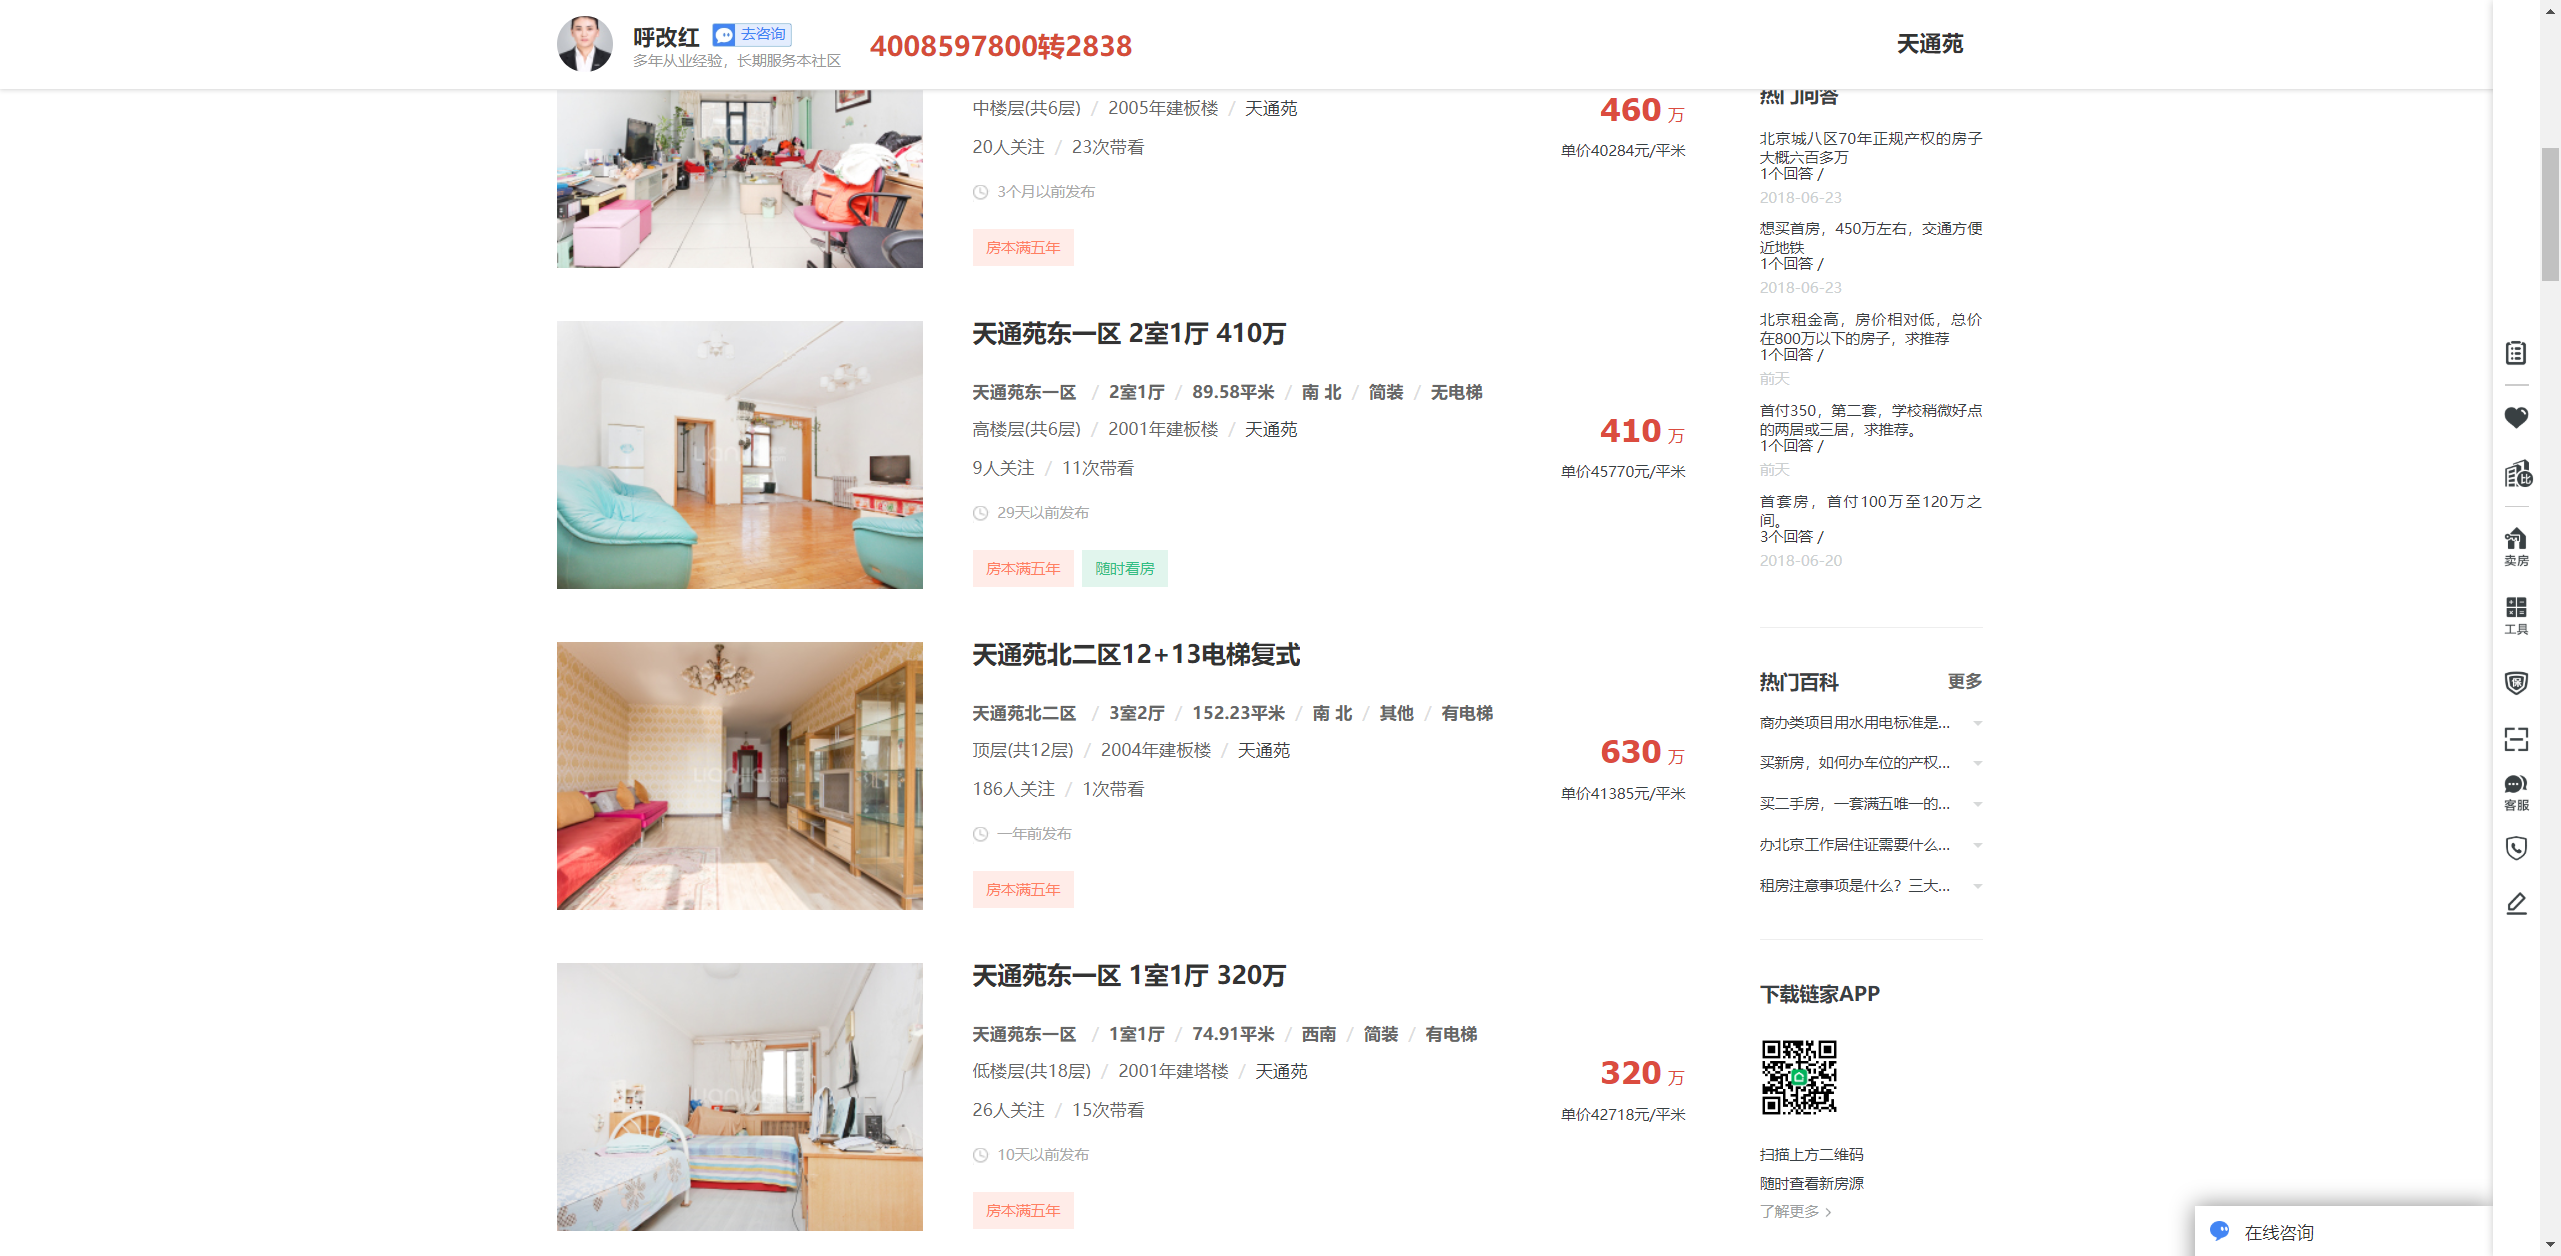 呼改红 去咨询
多年从业经验，长期服务本社区
4008597800转2838
天通苑
中楼层(共6层) / 2005年建板楼 / 天通苑
20人关注 / 23次带看
3个月以前发布
房本满五年
460 万
单价40284元/平米
天通苑东一区 2室1厅 410万
天通苑东一区 / 2室1厅 / 89.58平米 / 南 北 / 简装 / 无电梯
高楼层(共6层) / 2001年建板楼 / 天通苑
9人关注 / 11次带看
29天以前发布
房本满五年 随时看房
410 万
单价45770元/平米
天通苑北二区12+13电梯复式
天通苑北二区 / 3室2厅 / 152.23平米 / 南 北 / 其他 / 有电梯
顶层(共12层) / 2004年建板楼 / 天通苑
186人关注 / 1次带看
一年前发布
房本满五年
630 万
单价41385元/平米
天通苑东一区 1室1厅 320万
天通苑东一区 / 1室1厅 / 74.91平米 / 西南 / 简装 / 有电梯
低楼层(共18层) / 2001年建塔楼 / 天通苑
26人关注 / 15次带看
10天以前发布
房本满五年
320 万
单价42718元/平米
热门问答
北京城八区70年正规产权的房子
大概六百多万
1个回答 /
2018-06-23
想买首房，450万左右，交通方便
近地铁
1个回答 /
2018-06-23
北京租金高，房价相对低，总价
在800万以下的房子，求推荐
1个回答 /
前天
首付350，第二套，学校稍微好点
的两居或三居，求推荐。
1个回答 /
前天
首套房，首付100万至120万之
间。
3个回答 /
2018-06-20
热门百科 更多
商办类项目用水用电标准是...
买新房，如何办车位的产权...
买二手房，一套满五唯一的...
办北京工作居住证需要什么...
租房注意事项是什么？三大...
下载链家APP
扫描上方二维码
随时查看新房源
了解更多
比
卖房
工具
保
客服
在线咨询